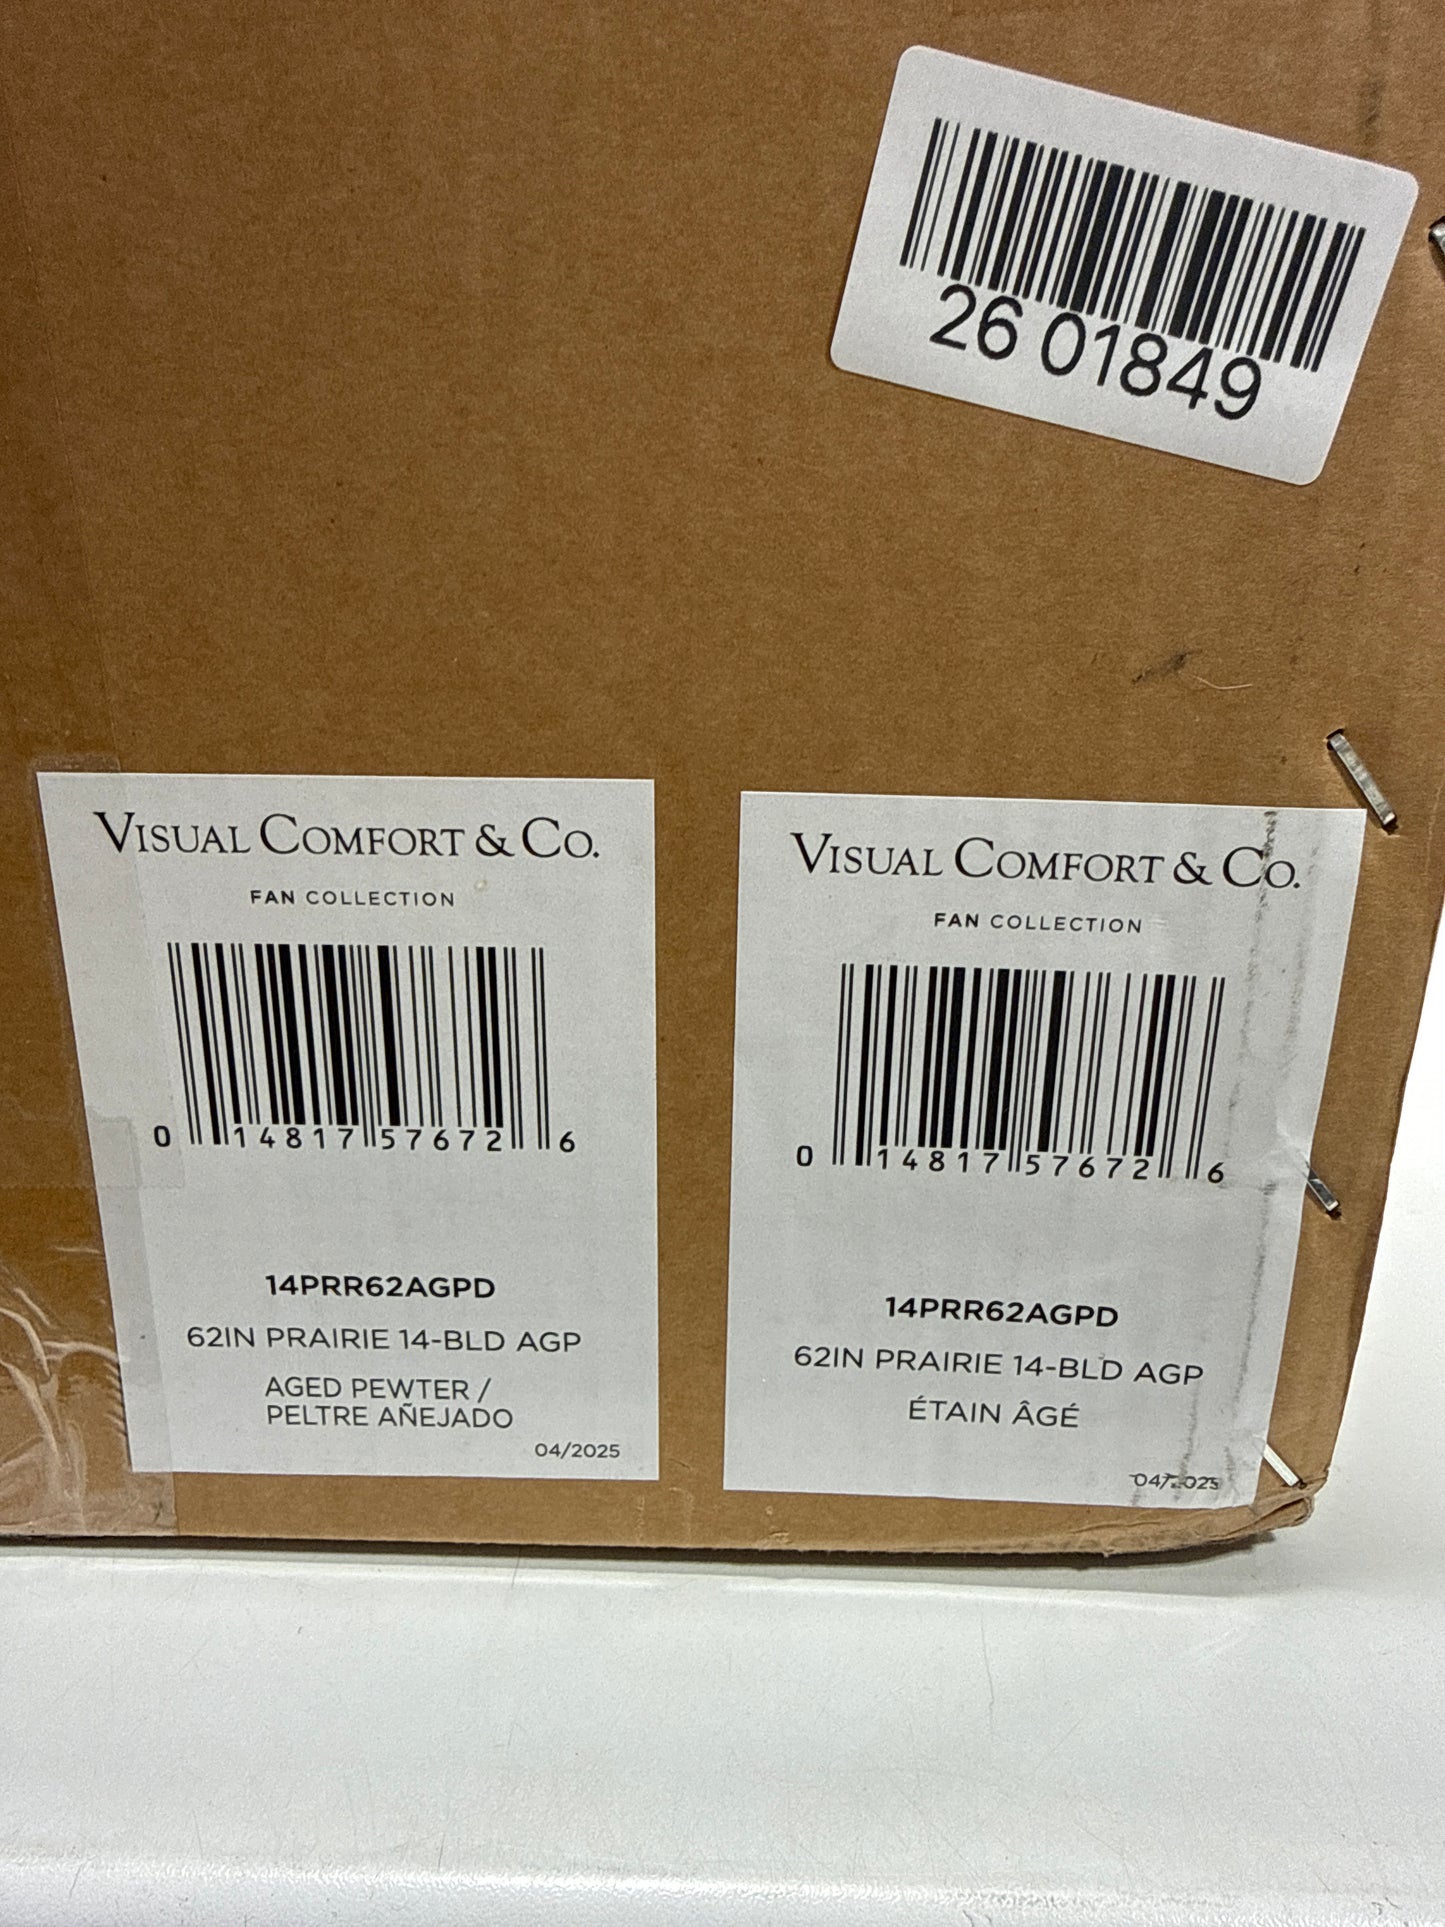 26 01849
VISUAL COMFORT & CO.
FAN COLLECTION
0 14817 57672 6
14PRR62AGPD
62IN PRAIRIE 14-BLD AGP
AGED PEWTER /
PELTRE AÑEJADO
04/2025
VISUAL COMFORT & CO.
FAN COLLECTION
0 14817 57672 6
14PRR62AGPD
62IN PRAIRIE 14-BLD AGP
ÉTAIN ÂGÉ
04/2025